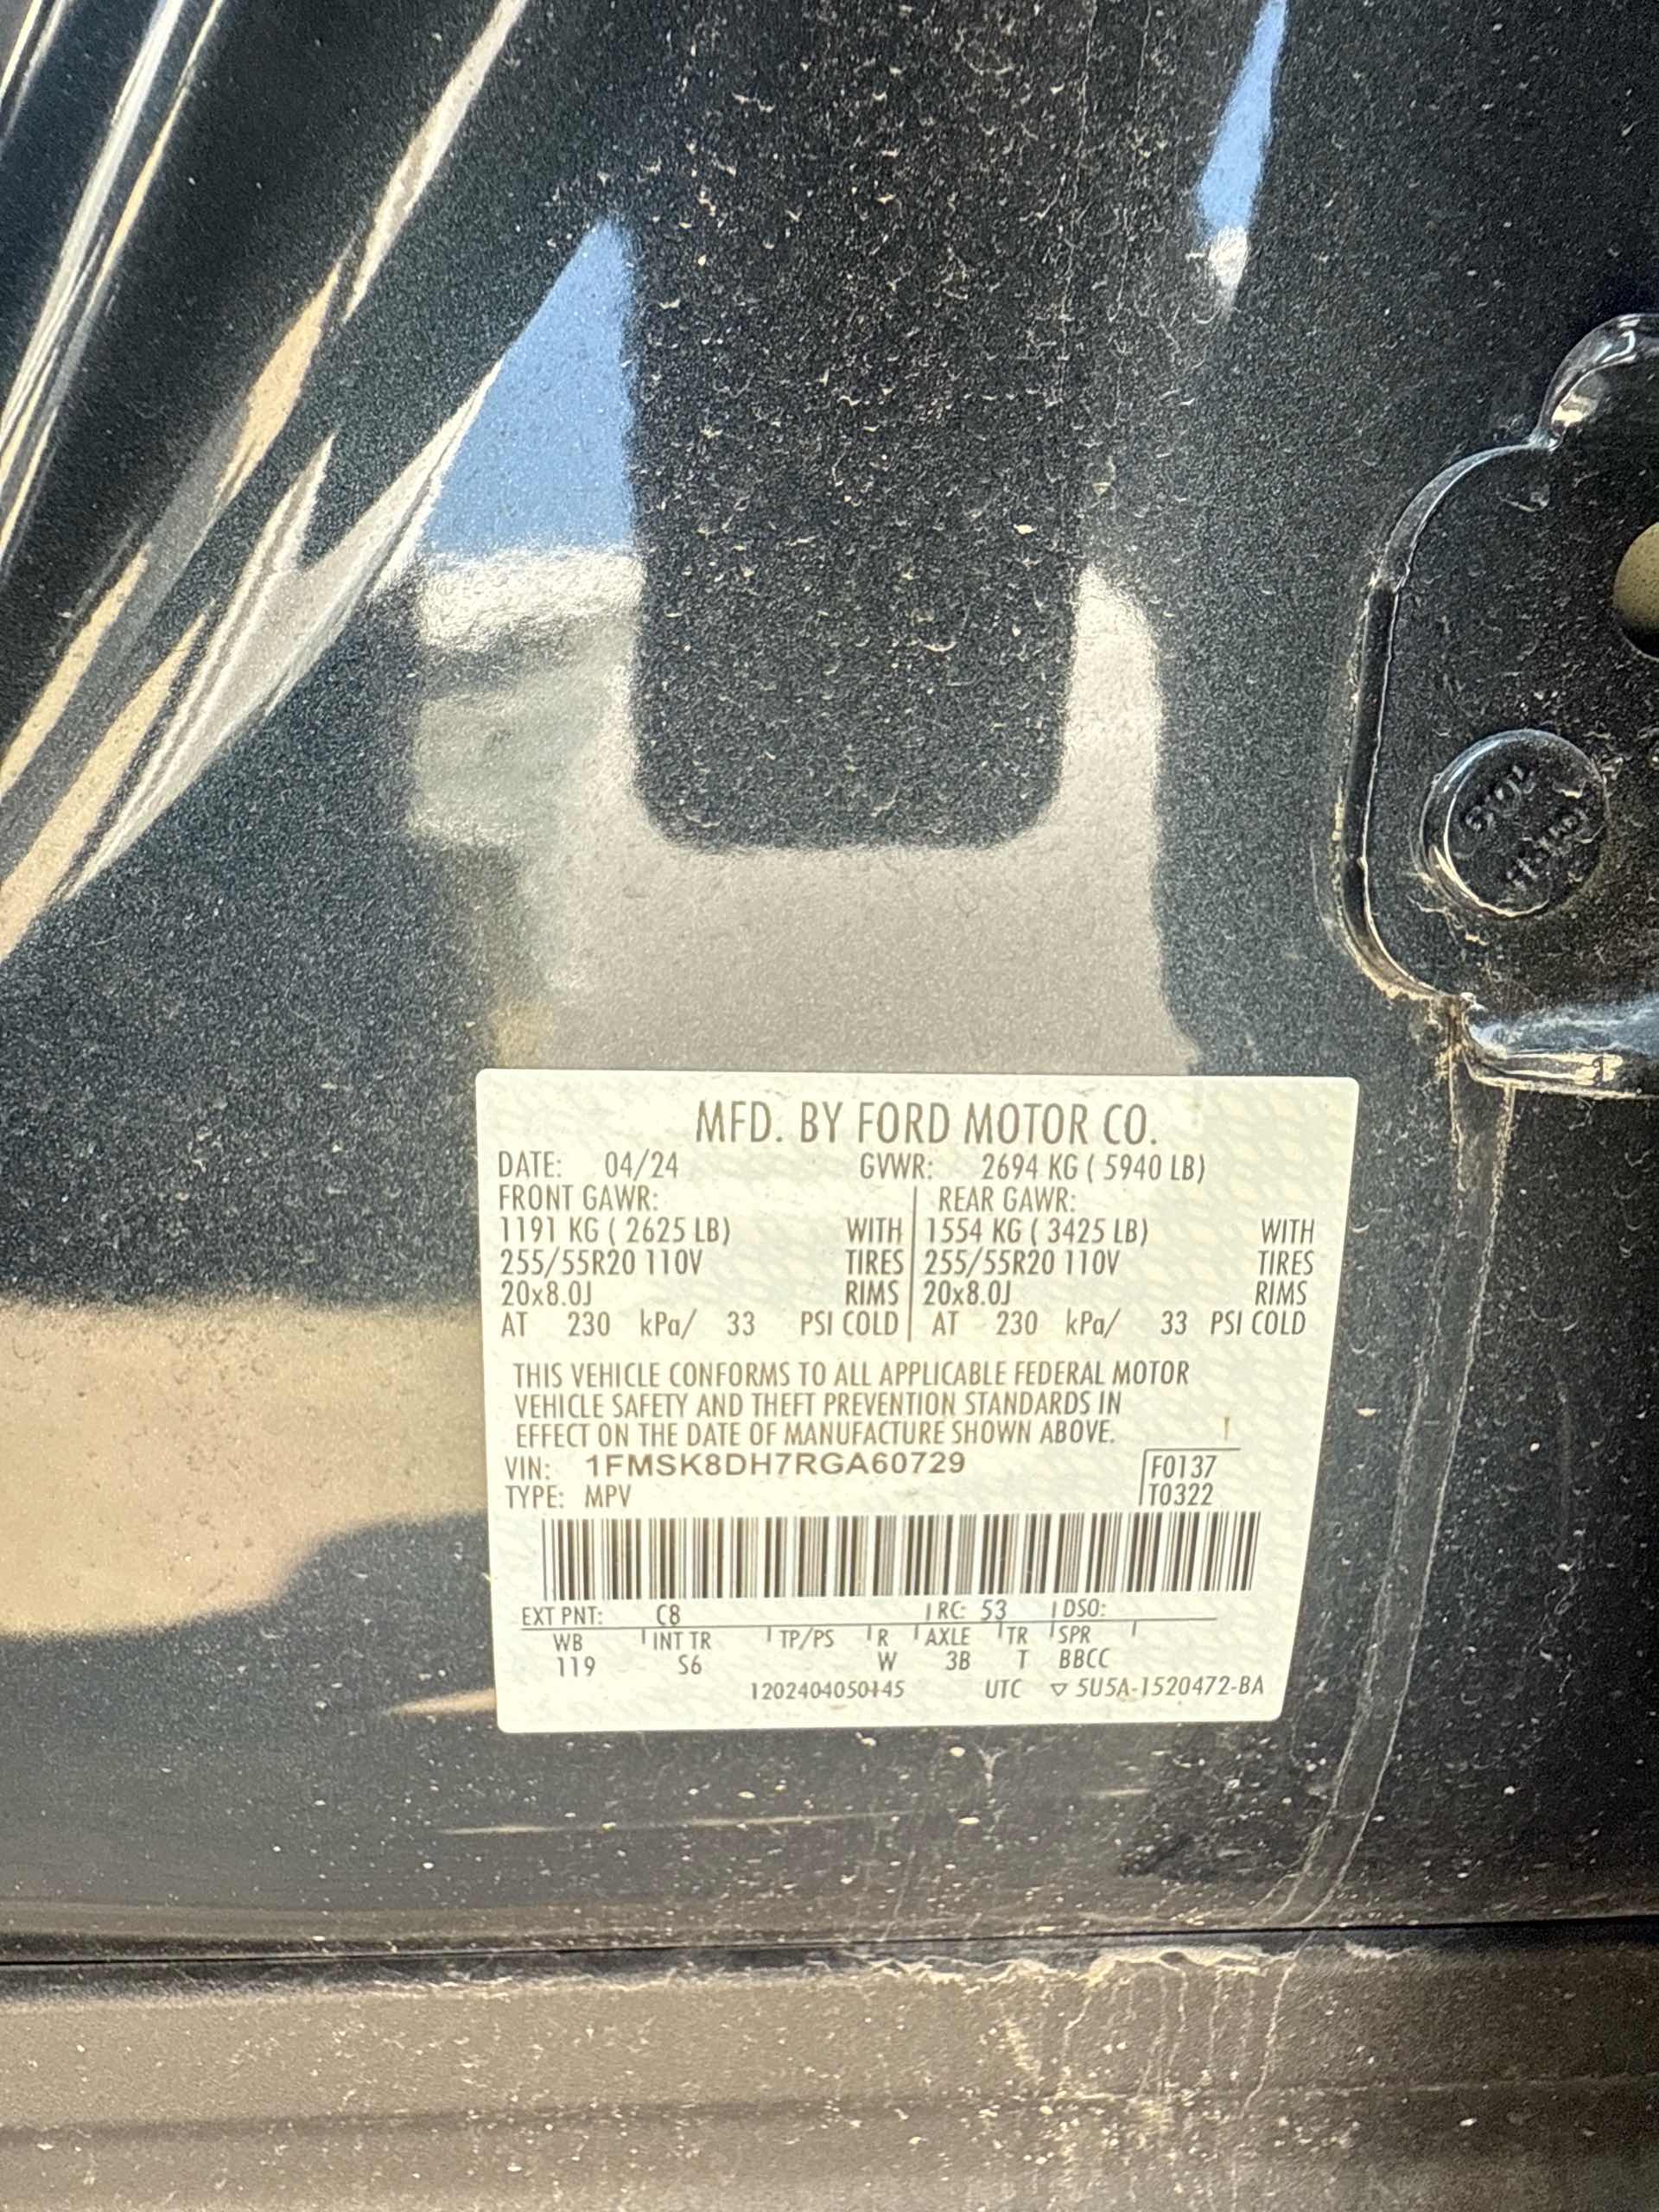 MFD. BY FORD MOTOR CO.
DATE: 04/24 GVWR: 2694 KG ( 5940 LB)
FRONT GAWR: REAR GAWR:
1191 KG ( 2625 LB) WITH 1554 KG ( 3425 LB) WITH
255/55R20 110V TIRES 255/55R20 110V TIRES
20x8.0J RIMS 20x8.0J RIMS
AT 230 kPa/ 33 PSI COLD AT 230 kPa/ 33 PSI COLD
THIS VEHICLE CONFORMS TO ALL APPLICABLE FEDERAL MOTOR
VEHICLE SAFETY AND THEFT PREVENTION STANDARDS IN
EFFECT ON THE DATE OF MANUFACTURE SHOWN ABOVE.
VIN: 1FMSK8DH7RGA60729 F0137
TYPE: MPV T0322
EXT PNT: C8 RC: 53 DSO:
WB INT TR TP/PS R AXLE TR SPR
119 S6 W 3B T BBCC
1202404050145 UTC ▽ 5U5A-1520472-BA